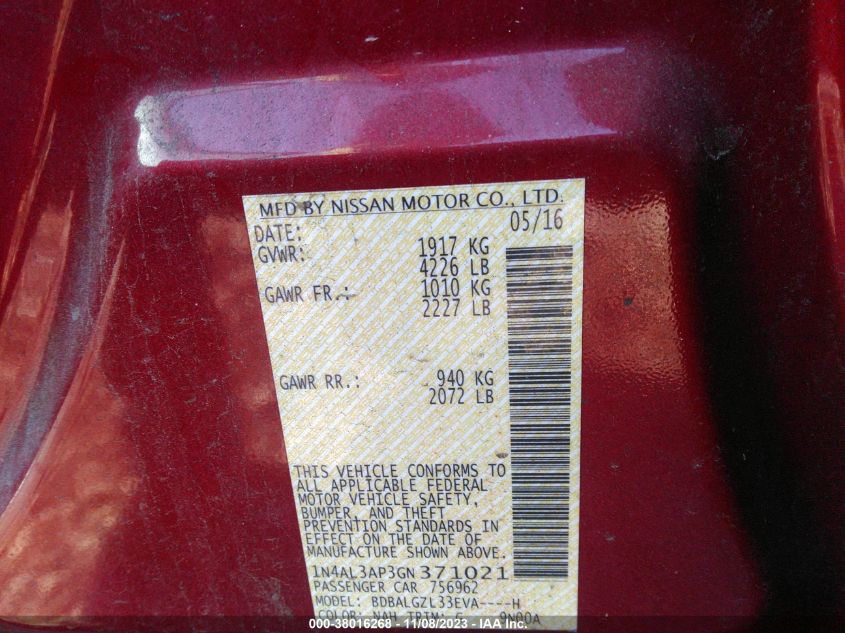 MFD BY NISSAN MOTOR CO., LTD.
DATE: 05/16
GVWR: 1917 KG
4226 LB
GAWR FR.: 1010 KG
2227 LB
GAWR RR.: 940 KG
2072 LB
THIS VEHICLE CONFORMS TO
ALL APPLICABLE FEDERAL
MOTOR VEHICLE SAFETY,
BUMPER, AND THEFT
PREVENTION STANDARDS IN
EFFECT ON THE DATE OF
MANUFACTURE SHOWN ABOVE.
1N4AL3AP3GN371021
PASSENGER CAR 756962
MODEL: BDBALGZL33EVA----H
COLOR: NAH TRIM: G
000-38016268 - 11/08/2023 - IAA Inc.